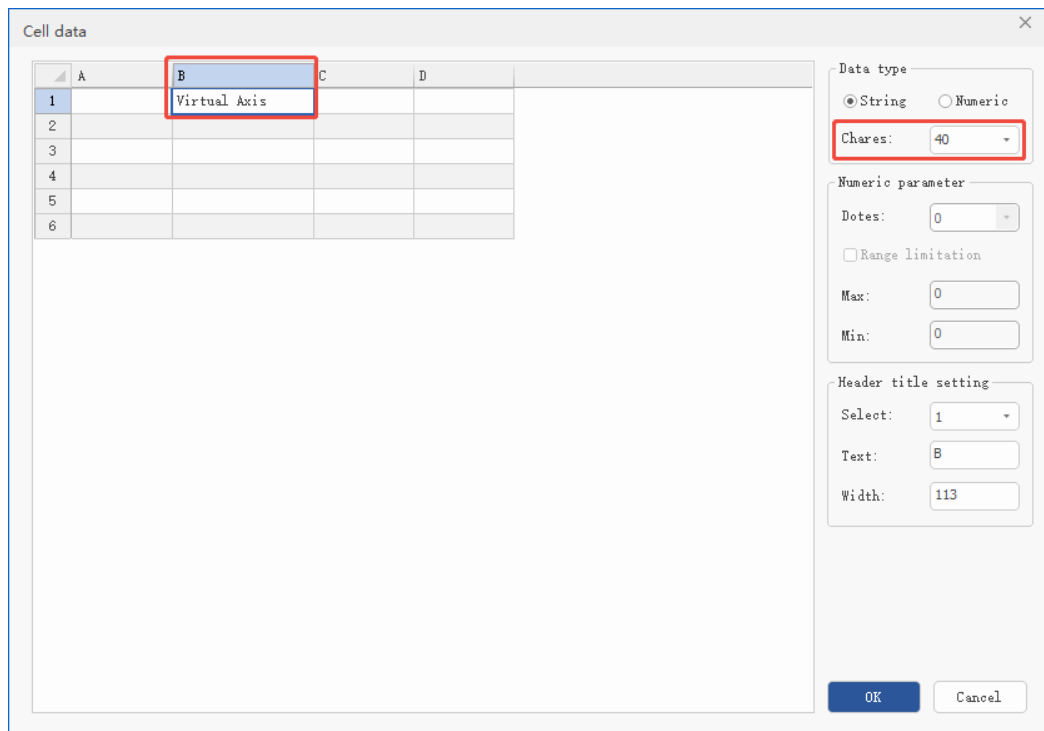 Cell data
A B C D
1 Virtual Axis
2
3
4
5
6
Data type
String Numeric
Chares: 40
Numeric parameter
Dotes: 0
Range limitation
Max: 0
Min: 0
Header title setting
Select: 1
Text: B
Width: 113
OK Cancel